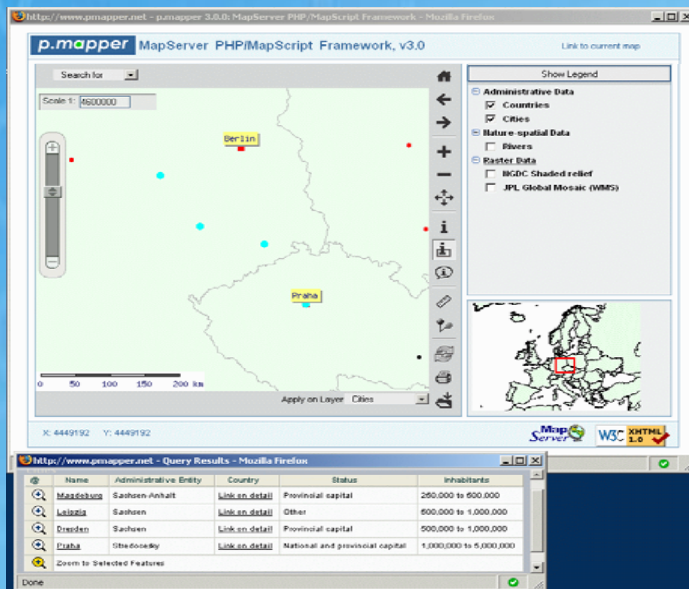 http://www.pmapper.net - p.mapper 3.0.0: MapServer PHP/MapScript Framework - Mozilla Firefox
p.mapper MapServer PHP/MapScript Framework, v3.0
Link to current map
Search for
Scale 1: 4600000
Berlin
Praha
0 50 100 150 200 km
Apply on Layer Cities
Show Legend
Administrative Data
Countries
Cities
Nature-spatial Data
Rivers
Raster Data
NGDC Shaded relief
JPL Global Mosaic (WMS)
X: 4449192 Y: 4449192
Map Server
W3C XHTML 1.0
http://www.pmapper.net - Query Results - Mozilla Firefox
@ Name Administrative Entity Country Status Inhabitants
Magdeburg Sachsen-Anhalt Link on detail Provincial capital 250,000 to 500,000
Leipzig Sachsen Link on detail Other 500,000 to 1,000,000
Dresden Sachsen Link on detail Provincial capital 500,000 to 1,000,000
Praha Stredocesky Link on detail National and provincial capital 1,000,000 to 5,000,000
Zoom to Selected Features
Done